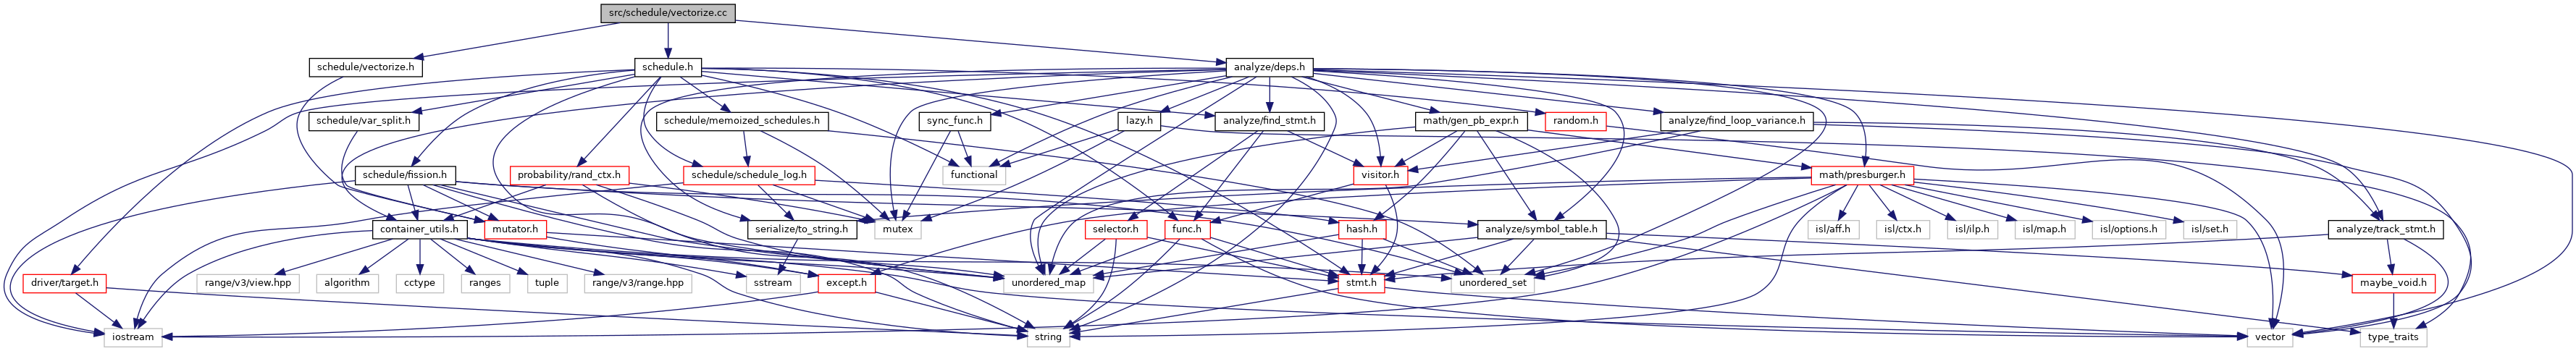 src/schedule/vectorize.cc
schedule/vectorize.h
schedule.h
analyze/deps.h
schedule/var_split.h
schedule/memoized_schedules.h
sync_func.h
lazy.h
analyze/find_stmt.h
math/gen_pb_expr.h
random.h
analyze/find_loop_variance.h
schedule/fission.h
probability/rand_ctx.h
schedule/schedule_log.h
functional
visitor.h
math/presburger.h
container_utils.h
mutator.h
serialize/to_string.h
mutex
selector.h
func.h
hash.h
analyze/symbol_table.h
isl/aff.h
isl/ctx.h
isl/ilp.h
isl/map.h
isl/options.h
isl/set.h
analyze/track_stmt.h
driver/target.h
range/v3/view.hpp
algorithm
cctype
ranges
tuple
range/v3/range.hpp
sstream
except.h
unordered_map
stmt.h
unordered_set
maybe_void.h
iostream
string
vector
type_traits